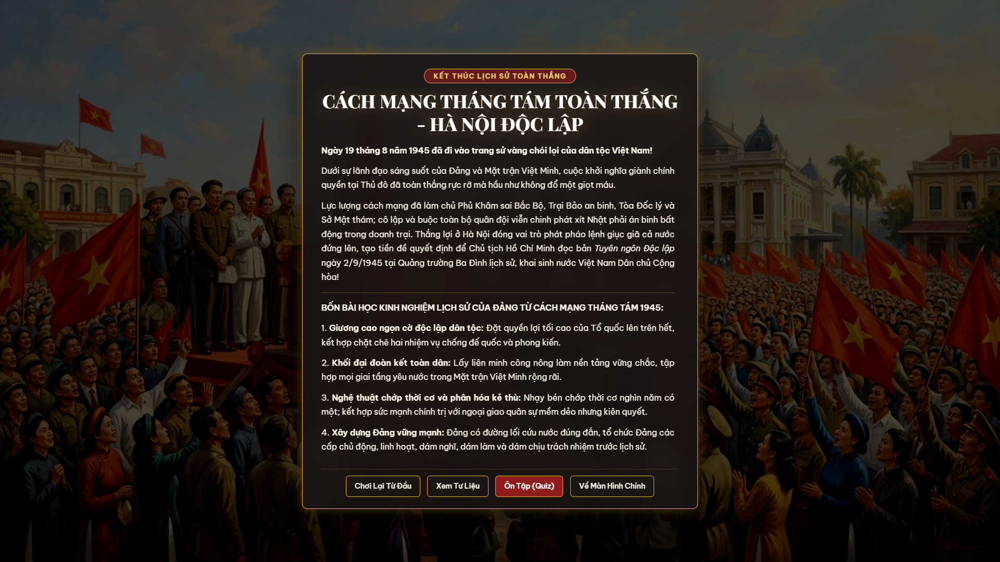 KẾT THÚC LỊCH SỬ TOÀN THẮNG
CÁCH MẠNG THÁNG TÁM TOÀN THẮNG
- HÀ NỘI ĐỘC LẬP
Ngày 19 tháng 8 năm 1945 đã đi vào trang sử vàng chói lọi của dân tộc Việt Nam!
Dưới sự lãnh đạo sáng suốt của Đảng và Mặt trận Việt Minh, cuộc khởi nghĩa giành chính
quyền tại Thủ đô đã toàn thắng rực rỡ mà hầu như không đổ một giọt máu.
Lực lượng cách mạng đã làm chủ Phủ Khâm sai Bắc Bộ, Trại Bảo an binh, Tòa Đốc lý và
Sở Mật thám; cô lập và buộc toàn bộ quân đội viễn chinh phát xít Nhật phải án binh bất
động trong doanh trại. Thắng lợi ở Hà Nội đóng vai trò phát pháo lệnh giục giã cả nước
đứng lên, tạo tiền đề quyết định để Chủ tịch Hồ Chí Minh đọc bản Tuyên ngôn Độc lập
ngày 2/9/1945 tại Quảng trường Ba Đình lịch sử, khai sinh nước Việt Nam Dân chủ Cộng
hòa!
BỐN BÀI HỌC KINH NGHIỆM LỊCH SỬ CỦA ĐẢNG TỪ CÁCH MẠNG THÁNG TÁM 1945:
1. Giương cao ngọn cờ độc lập dân tộc: Đặt quyền lợi tối cao của Tổ quốc lên trên hết,
kết hợp chặt chẽ hai nhiệm vụ chống đế quốc và phong kiến.
2. Khối đại đoàn kết toàn dân: Lấy liên minh công nông làm nền tảng vững chắc, tập
hợp mọi giai tầng yêu nước trong Mặt trận Việt Minh rộng rãi.
3. Nghệ thuật chớp thời cơ và phân hóa kẻ thù: Nhạy bén chớp thời cơ nghìn năm có
một; kết hợp sức mạnh chính trị với ngoại giao quân sự mềm dẻo nhưng kiên quyết.
4. Xây dựng Đảng vững mạnh: Đảng có đường lối cứu nước đúng đắn, tổ chức Đảng các
cấp chủ động, linh hoạt, dám nghĩ, dám làm và dám chịu trách nhiệm trước lịch sử.
Chơi Lại Từ Đầu
Xem Tư Liệu
Ôn Tập (Quiz)
Về Màn Hình Chính